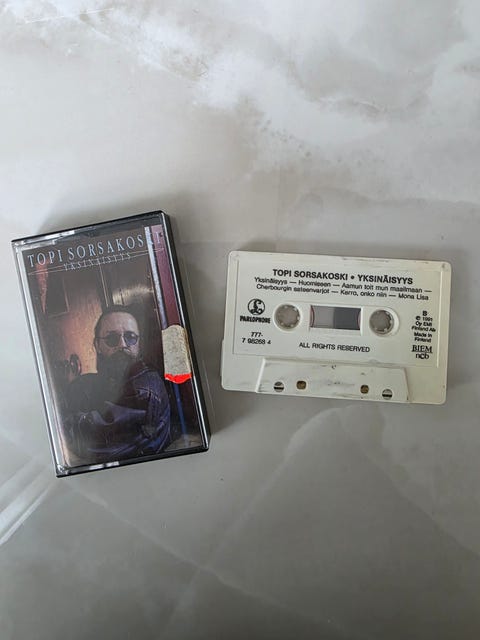 TOPI SORSAKOSKI
YKSINÄISYYS
TOPI SORSAKOSKI • YKSINÄISYYS
Yksinäisyys — Huomiseen — Aamun toit mun maailmaan —
Cherbourgin sateenvarjot — Kerro, onko niin — Mona Lisa
PARLOPHONE
777-
7 98268 4
ALL RIGHTS RESERVED
B
℗ 1991
Oy EMI
Finland Ab
Made in
Finland
BIEM
ncb